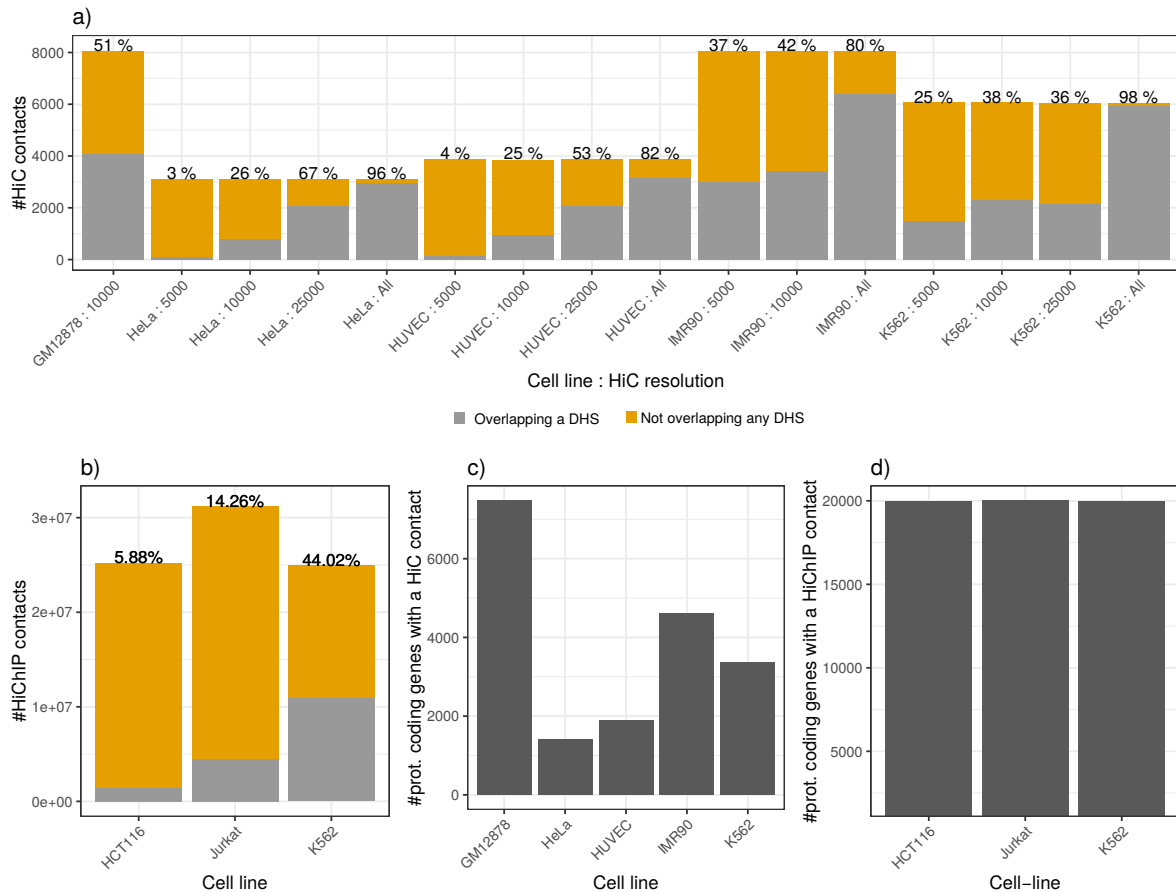 a)
#HiC contacts
8000
6000
4000
2000
0
51 %
3 %
26 %
67 %
96 %
4 %
25 %
53 %
82 %
37 %
42 %
80 %
25 %
38 %
36 %
98 %
GM12878 : 10000
HeLa : 5000
HeLa : 10000
HeLa : 25000
HeLa : All
HUVEC : 5000
HUVEC : 10000
HUVEC : 25000
HUVEC : All
IMR90 : 5000
IMR90 : 10000
IMR90 : All
K562 : 5000
K562 : 10000
K562 : 25000
K562 : All
Cell line : HiC resolution
Overlapping a DHS
Not overlapping any DHS
b)
#HiChIP contacts
3e+07
2e+07
1e+07
0e+00
5.88%
14.26%
44.02%
HCT116
Jurkat
K562
Cell line
c)
#prot. coding genes with a HiC contact
6000
4000
2000
0
GM12878
HeLa
HUVEC
IMR90
K562
Cell line
d)
#prot. coding genes with a HiChIP contact
20000
15000
10000
5000
HCT116
Jurkat
K562
Cell−line